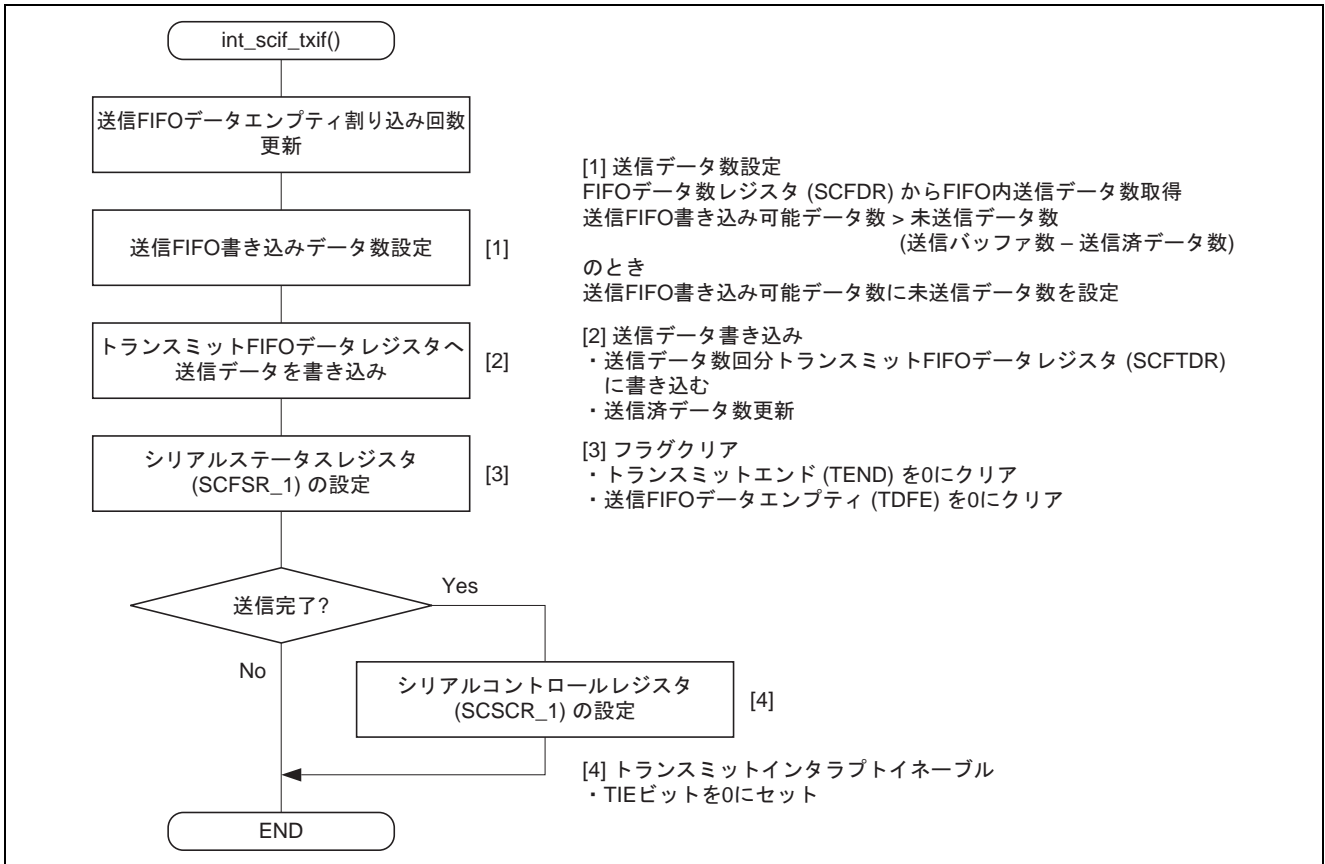 int_scif_txif()
送信FIFOデータエンプティ割り込み回数
更新
送信FIFO書き込みデータ数設定
[1]
[1] 送信データ数設定
FIFOデータ数レジスタ (SCFDR) からFIFO内送信データ数取得
送信FIFO書き込み可能データ数 > 未送信データ数
(送信バッファ数 – 送信済データ数)
のとき
送信FIFO書き込み可能データ数に未送信データ数を設定
トランスミットFIFOデータレジスタへ
送信データを書き込み
[2]
[2] 送信データ書き込み
・送信データ数回分トランスミットFIFOデータレジスタ (SCFTDR)
に書き込む
・送信済データ数更新
シリアルステータスレジスタ
(SCFSR_1) の設定
[3]
[3] フラグクリア
・トランスミットエンド (TEND) を0にクリア
・送信FIFOデータエンプティ (TDFE) を0にクリア
送信完了?
Yes
No
シリアルコントロールレジスタ
(SCSCR_1) の設定
[4]
[4] トランスミットインタラプトイネーブル
・TIEビットを0にセット
END